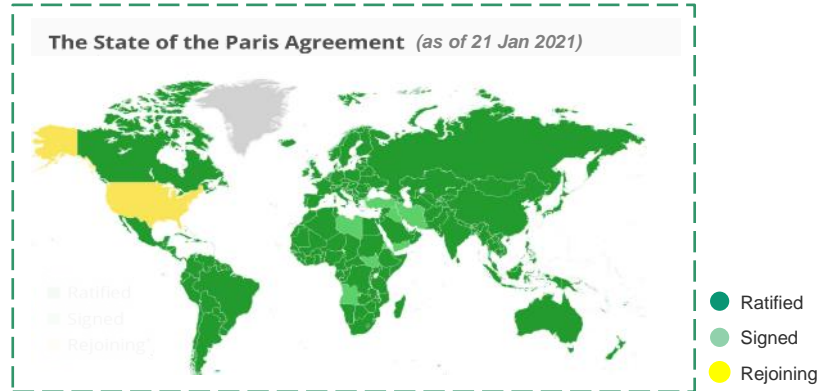 The State of the Paris Agreement (as of 21 Jan 2021)
Ratified
Signed
Rejoining*
Ratified
Signed
Rejoining